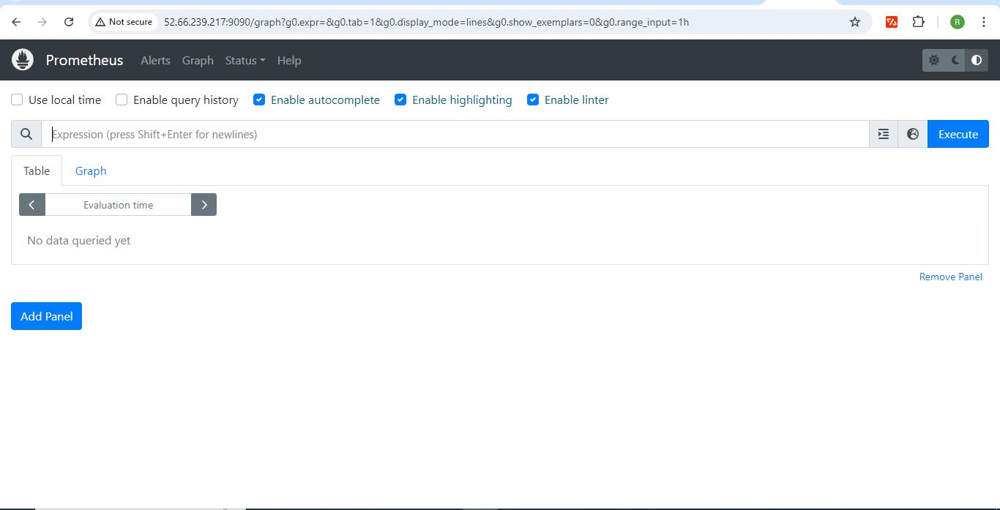 Not secure 52.66.239.217:9090/graph?g0.expr=&g0.tab=1&g0.display_mode=lines&g0.show_exemplars=0&g0.range_input=1h R
Prometheus Alerts Graph Status Help
Use local time Enable query history Enable autocomplete Enable highlighting Enable linter
Expression (press Shift+Enter for newlines) Execute
Table Graph
Evaluation time
No data queried yet
Remove Panel
Add Panel